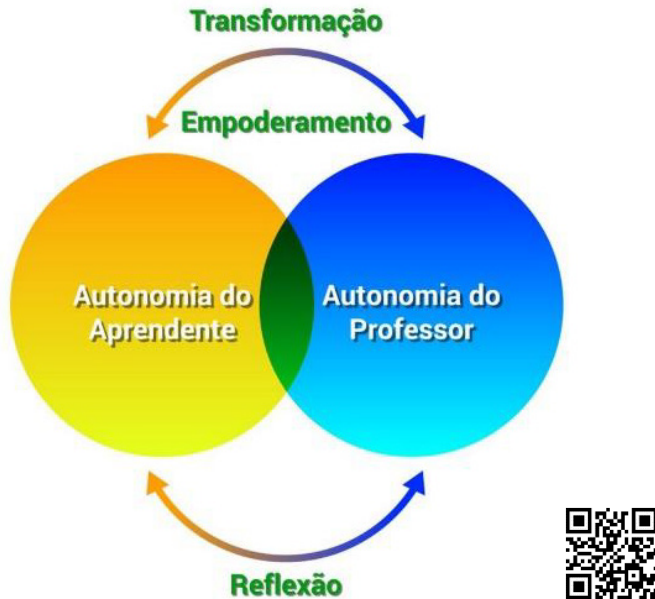 Transformação
Empoderamento
Autonomia do
Aprendente
Autonomia do
Professor
Reflexão